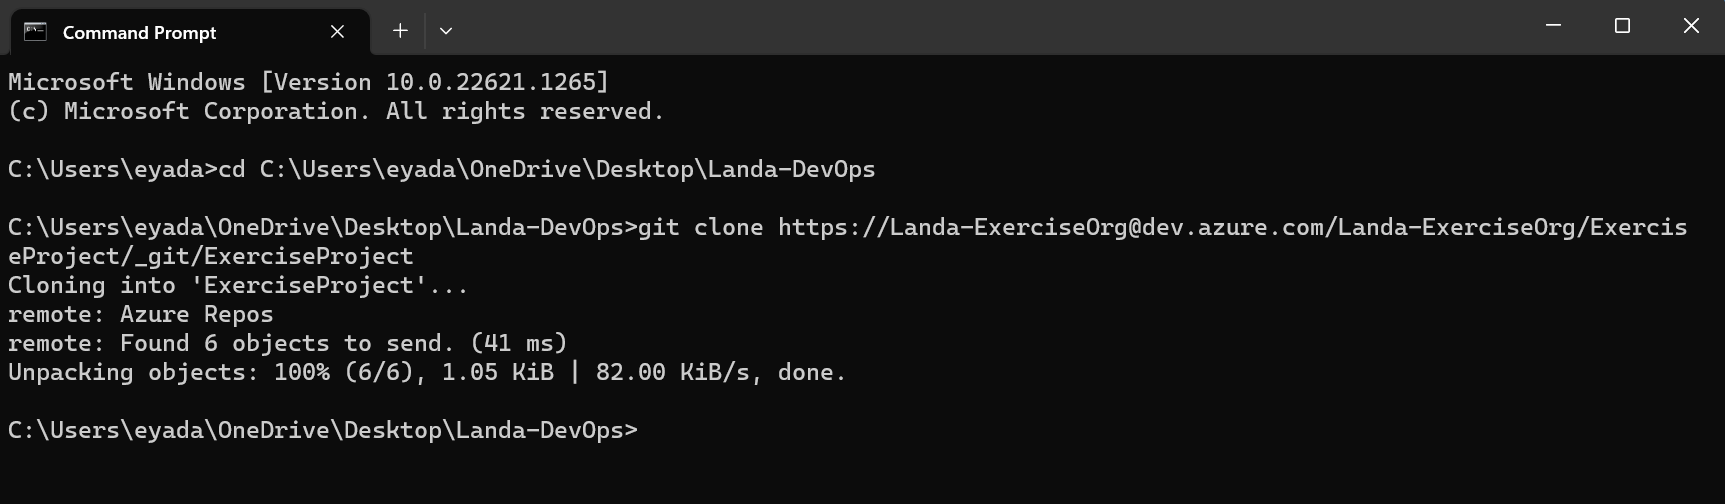 Command Prompt
Microsoft Windows [Version 10.0.22621.1265]
(c) Microsoft Corporation. All rights reserved.
C:\Users\eyada>cd C:\Users\eyada\OneDrive\Desktop\Landa-DevOps
C:\Users\eyada\OneDrive\Desktop\Landa-DevOps>git clone https://Landa-ExerciseOrg@dev.azure.com/Landa-ExerciseOrg/Exercis
eProject/_git/ExerciseProject
Cloning into 'ExerciseProject'...
remote: Azure Repos
remote: Found 6 objects to send. (41 ms)
Unpacking objects: 100% (6/6), 1.05 KiB | 82.00 KiB/s, done.
C:\Users\eyada\OneDrive\Desktop\Landa-DevOps>